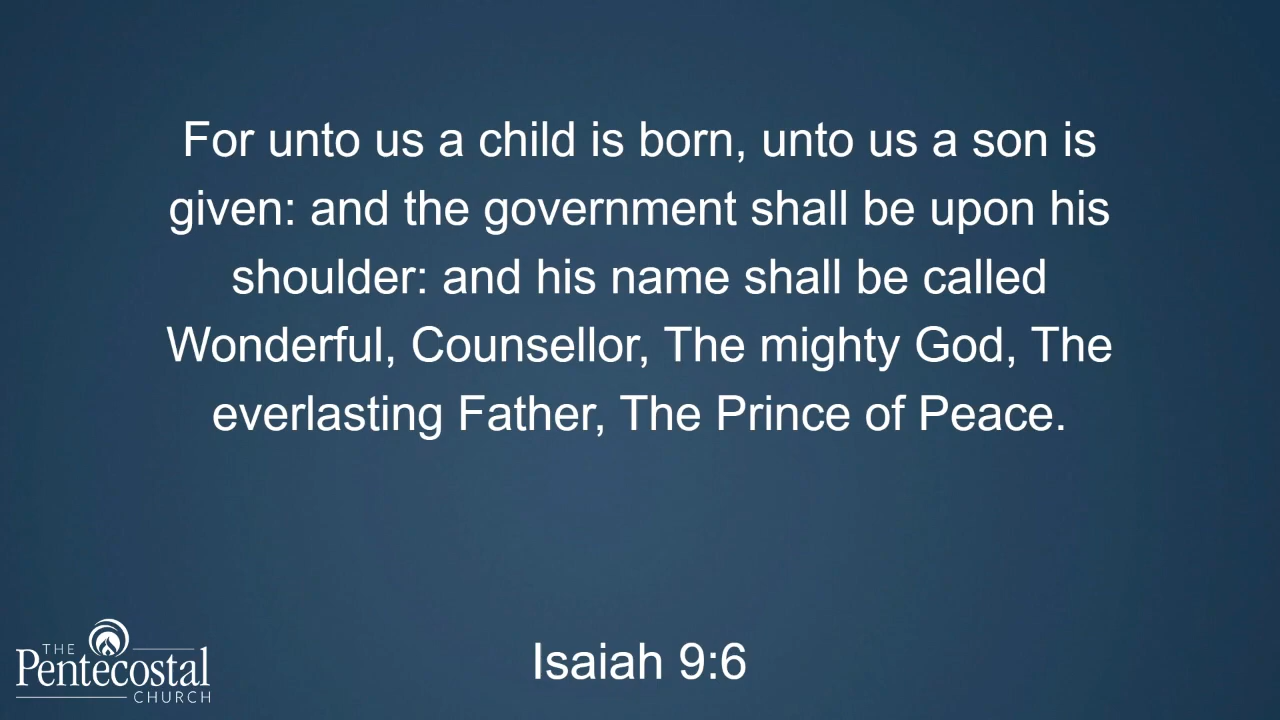 For unto us a child is born, unto us a son is
given: and the government shall be upon his
shoulder: and his name shall be called
Wonderful, Counsellor, The mighty God, The
everlasting Father, The Prince of Peace.
Isaiah 9:6
THE
Pentecostal
CHURCH